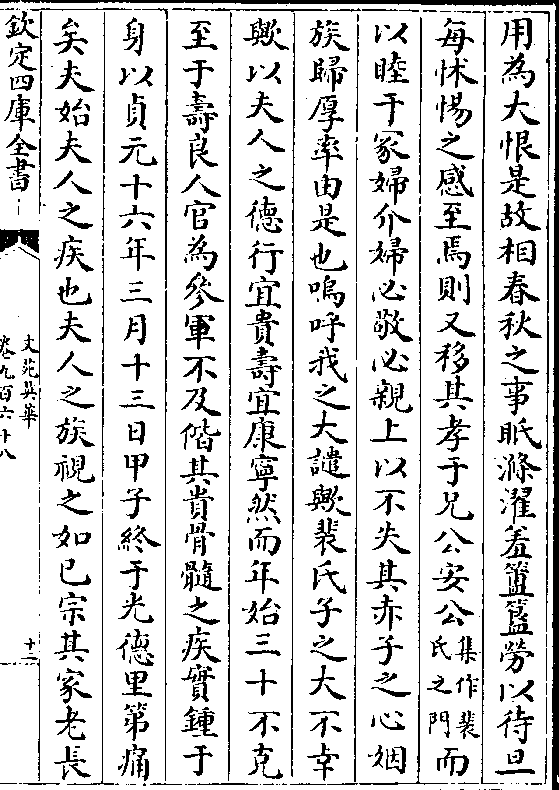 用為大恨是故相春秋之事眂滌濯羞簠簋勞以待旦
每怵惕之感至焉則又移其孝于兄公安公集作裴氏之門而
以睦于冢婦介婦必敬必親上以不失其赤子之心姻
族歸厚率由是也嗚呼我之大譴歟裴氏子之大不幸
歟以夫人之德行宜貴壽宜康寧然而年始三十不克
至于壽良人官為參軍不及偕其貴骨髓之疾實鍾于
身以貞元十六年三月十三日甲子終于光德里第痛
矣夫始夫人之疾也夫人之族視之如已宗其家老長
欽定四庫全書
文苑英華
卷九百六十八
十二